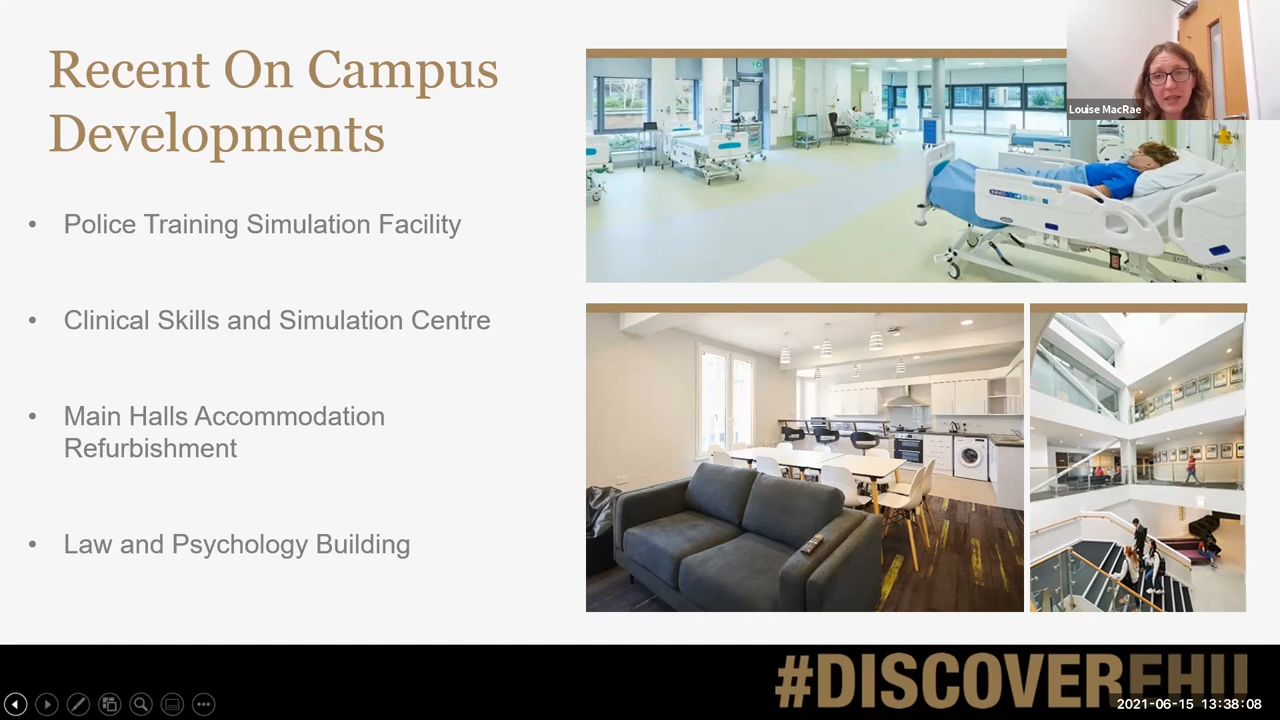 Recent On Campus
Developments
• Police Training Simulation Facility
• Clinical Skills and Simulation Centre
• Main Halls Accommodation
Refurbishment
• Law and Psychology Building
Louise MacRae
#DISCOVEREHU
2021-06-15 13:38:08